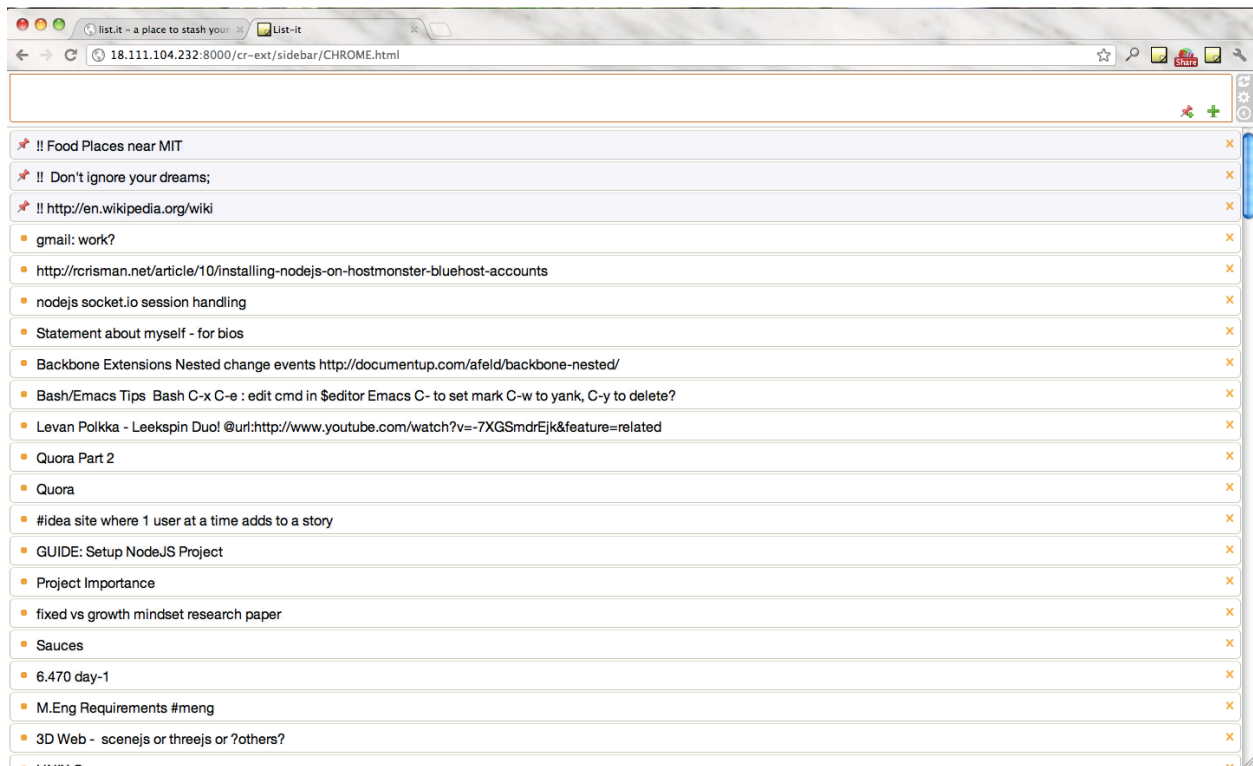 list.it - a place to stash your
List-it
18.111.104.232:8000/cr-ext/sidebar/CHROME.html
Share
!! Food Places near MIT
!! Don't ignore your dreams;
!! http://en.wikipedia.org/wiki
gmail: work?
http://rcrisman.net/article/10/installing-nodejs-on-hostmonster-bluehost-accounts
nodejs socket.io session handling
Statement about myself - for bios
Backbone Extensions Nested change events http://documentup.com/afeld/backbone-nested/
Bash/Emacs Tips  Bash C-x C-e : edit cmd in $editor Emacs C- to set mark C-w to yank, C-y to delete?
Levan Polkka - Leekspin Duo! @url:http://www.youtube.com/watch?v=-7XGSmdrEjk&feature=related
Quora Part 2
Quora
#idea site where 1 user at a time adds to a story
GUIDE: Setup NodeJS Project
Project Importance
fixed vs growth mindset research paper
Sauces
6.470 day-1
M.Eng Requirements #meng
3D Web -  scenejs or threejs or ?others?